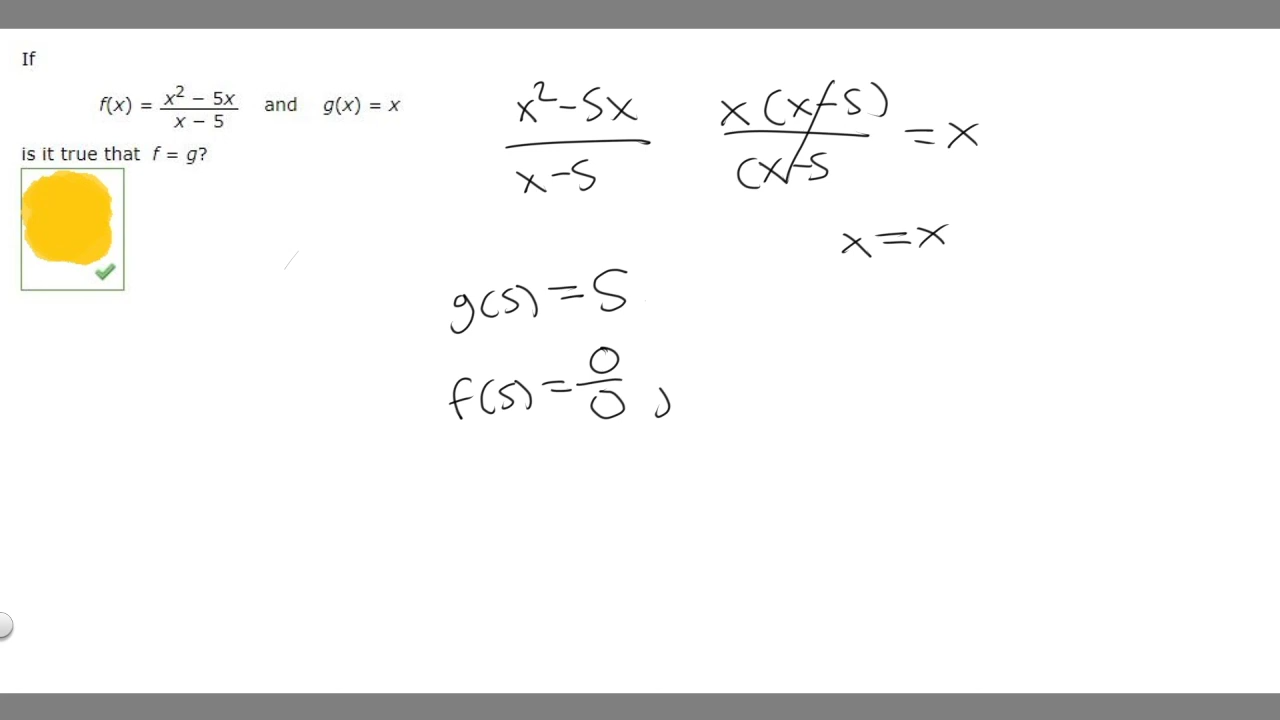 If
f(x) = x² − 5x / x − 5 and g(x) = x
is it true that f = g?
x²-5x / x-5
x(x-5) / (x-5 = x
x=x
g(5)=5
f(5)=0/0 ,